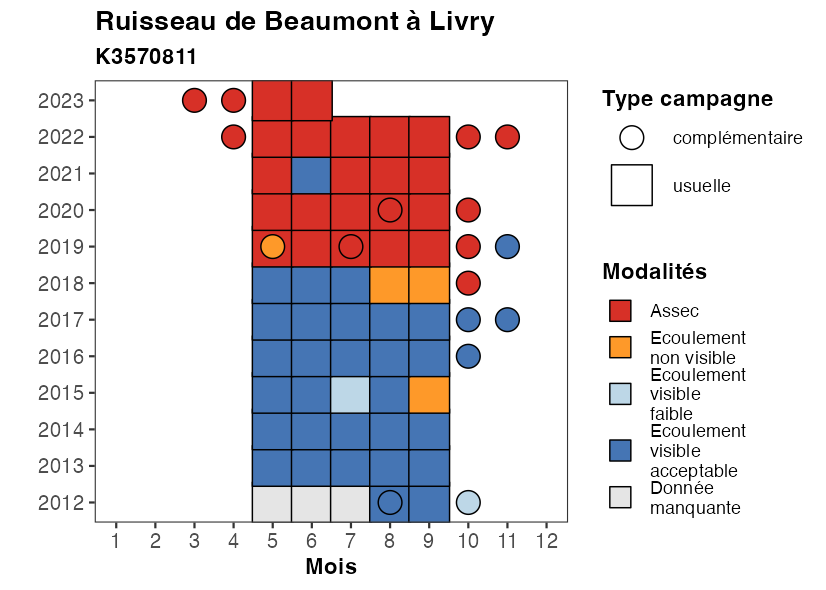 Ruisseau de Beaumont à Livry
K3570811
2023
2022
2021
2020
2019
2018
2017
2016
2015
2014
2013
2012
1 2 3 4 5 6 7 8 9 10 11 12
Mois
Type campagne
complémentaire
usuelle
Modalités
Assec
Ecoulement
non visible
Ecoulement
visible
faible
Ecoulement
visible
acceptable
Donnée
manquante